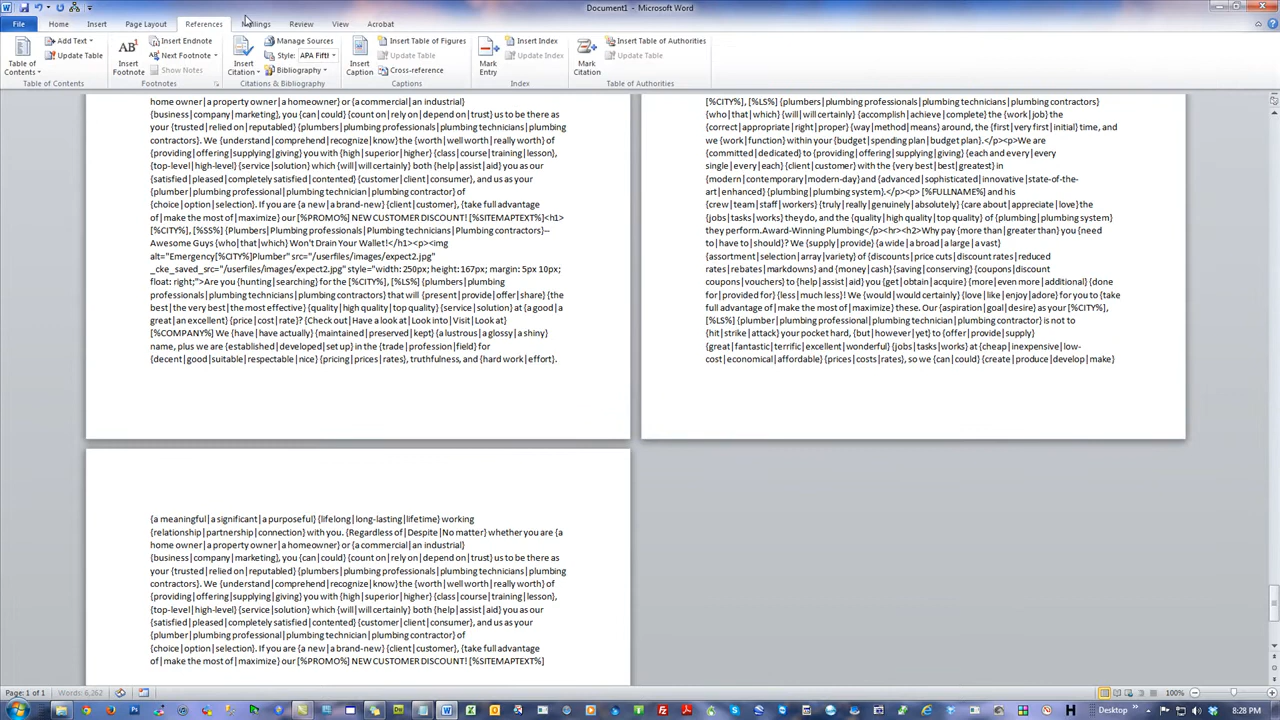 Document1 - Microsoft Word
File Home Insert Page Layout References Mailings Review View Acrobat
Table of Contents
Add Text
Update Table
Table of Contents
Insert Footnote
Insert Endnote
Next Footnote
Show Notes
Footnotes
Insert Citation
Manage Sources
Style: APA Fifth
Bibliography
Citations & Bibliography
Insert Caption
Insert Table of Figures
Update Table
Cross-reference
Captions
Mark Entry
Insert Index
Update Index
Index
Mark Citation
Insert Table of Authorities
Update Table
Table of Authorities
home owner|a property owner|a homeowner} or {a commercial|an industrial}
{business|company|marketing}, you {can|could} {count on|rely on|depend on|trust} us to be there as
your {trusted|relied on|reputabled} {plumbers|plumbing professionals|plumbing technicians|plumbing
contractors}. We {understand|comprehend|recognize|know} the {worth|well worth|really worth} of
{providing|offering|supplying|giving} you with {high|superior|higher} {class|course|training|lesson},
{top-level|high-level} {service|solution} which {will|will certainly} both {help|assist|aid} you as our
{satisfied|pleased|completely satisfied|contented} {customer|client|consumer}, and us as your
{plumber|plumbing professional|plumbing technician|plumbing contractor} of
{choice|option|selection}. If you are {a new|a brand-new} {client|customer}, {take full advantage
of|make the most of|maximize} our [%PROMO%] NEW CUSTOMER DISCOUNT! [%SITEMAPTEXT%]<h1>
[%CITY%], [%SS%] {Plumbers|Plumbing Professionals|Plumbing Technicians|Plumbing Contractors}--
Awesome Guys {who|that|which} Won't Drain Your Wallet!</h1><p><img
alt="Emergency[%CITY%]Plumber" src="/userfiles/images/expect2.jpg"
_cke_saved_src="/userfiles/images/expect2.jpg" style="width: 250px; height: 167px; margin: 5px 10px;
float: right;">Are you {hunting|searching} for the [%CITY%], [%LS%] {plumbers|plumbing
professionals|plumbing technicians|plumbing contractors} that will {present|provide|offer|share} {the
best|the very best|the most effective} {quality|high quality|top quality} {service|solution} at {a good|a
great|an excellent} {price|cost|rate}? {Check out|Have a look at|Look into|Visit|Look at}
[%COMPANY%] We {have|have actually} {maintained|preserved|kept} {a lustrous|a glossy|a shiny}
name, plus we are {established|developed|set up} in the {trade|profession|field} for
{decent|good|suitable|respectable|nice} {pricing|prices|rates}, truthfulness, and {hard work|effort}.
[%CITY%], [%LS%] {plumbers|plumbing professionals|plumbing technicians|plumbing contractors}
{who|that|which} {will|will certainly} {accomplish|achieve|complete} the {work|job} the
{correct|appropriate|right|proper} {way|method|means} around, the {first|very first|initial} time, and
we {work|function} within your {budget|spending plan|budget plan}.</p><p>We are
{committed|dedicated} to {providing|offering|supplying|giving} {each and every|every
single|every|each} {client|customer} with the {very best|best|greatest} in
{modern|contemporary|modern-day} and {advanced|sophisticated|innovative|state-of-the-
art|enhanced} {plumbing|plumbing system}.</p><p> [%FULLNAME%] and his
{crew|team|staff|workers} {truly|really|genuinely|absolutely} {care about|appreciate|love} the
{jobs|tasks|works} they do, and the {quality|high quality|top quality} of {plumbing|plumbing system}
they perform.Award-Winning Plumbing</p><hr><h2>Why pay {more than|greater than} you {need
to|have to|should}? We {supply|provide} {a wide|a broad|a large|a vast}
{assortment|selection|array|variety} of {discounts|price cuts|discount rates|reduced
rates|rebates|markdowns} and {money|cash} {saving|conserving} {coupons|discount
coupons|vouchers} to {help|assist|aid} you {get|obtain|acquire} {more|even more|additional} {done
for|provided for} {less|much less}! We {would|would certainly} {love|like|enjoy|adore} for you to {take
full advantage of|make the most of|maximize} these. Our {aspiration|goal|desire} as your [%CITY%],
[%LS%] {plumber|plumbing professional|plumbing technician|plumbing contractor} is not to
{hit|strike|attack} your pocket hard, {but|however|yet} to {offer|provide|supply}
{great|fantastic|terrific|excellent|wonderful} {jobs|tasks|works} at {cheap|inexpensive|low-
cost|economical|affordable} {prices|costs|rates}, so we {can|could} {create|produce|develop|make}
{a meaningful|a significant|a purposeful} {lifelong|long-lasting|lifetime} working
{relationship|partnership|connection} with you. {Regardless of|Despite|No matter} whether you are {a
home owner|a property owner|a homeowner} or {a commercial|an industrial}
{business|company|marketing}, you {can|could} {count on|rely on|depend on|trust} us to be there as
your {trusted|relied on|reputabled} {plumbers|plumbing professionals|plumbing technicians|plumbing
contractors}. We {understand|comprehend|recognize|know} the {worth|well worth|really worth} of
{providing|offering|supplying|giving} you with {high|superior|higher} {class|course|training|lesson},
{top-level|high-level} {service|solution} which {will|will certainly} both {help|assist|aid} you as our
{satisfied|pleased|completely satisfied|contented} {customer|client|consumer}, and us as your
{plumber|plumbing professional|plumbing technician|plumbing contractor} of
{choice|option|selection}. If you are {a new|a brand-new} {client|customer}, {take full advantage
of|make the most of|maximize} our [%PROMO%] NEW CUSTOMER DISCOUNT! [%SITEMAPTEXT%]
Page: 1 of 1 Words: 6,262 100%
Desktop 8:28 PM